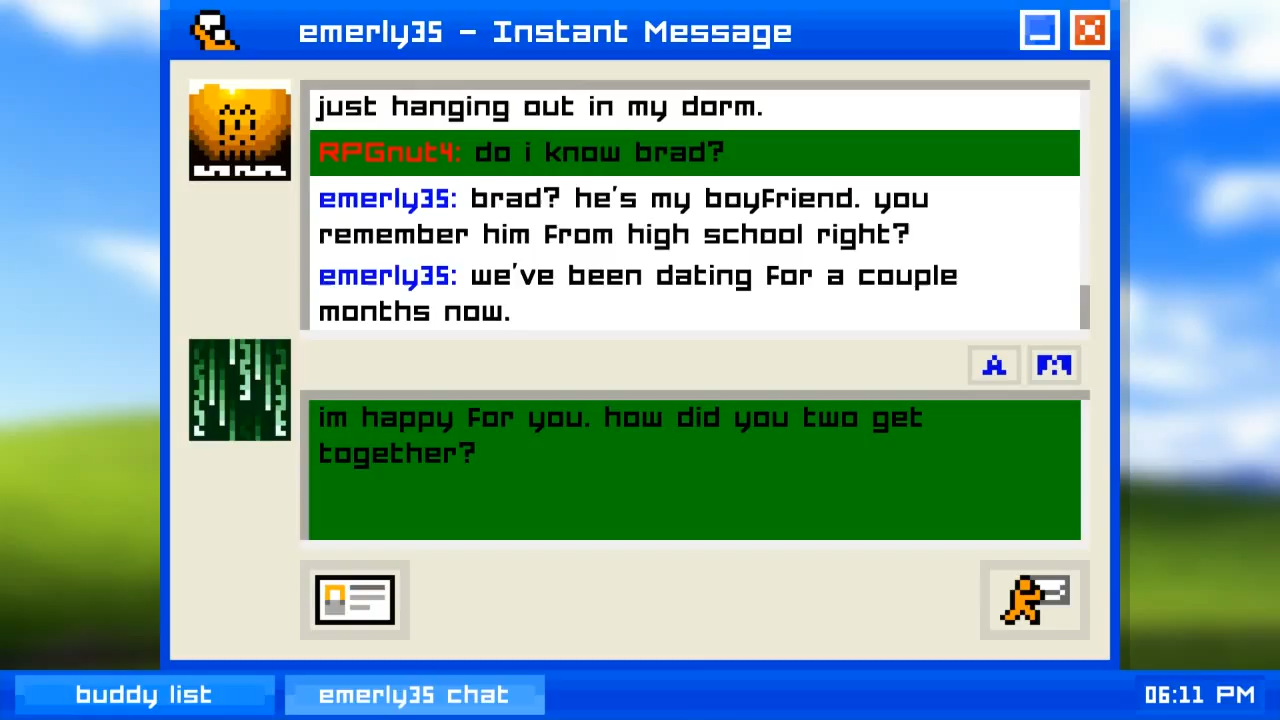 emerly35 – Instant Message
just hanging out in my dorm.
RPGnut4: do i know brad?
emerly35: brad? he's my boyfriend. you
remember him from high school right?
emerly35: we've been dating for a couple
months now.
A
im happy for you. how did you two get
together?
buddy list
emerly35 chat
06:11 PM